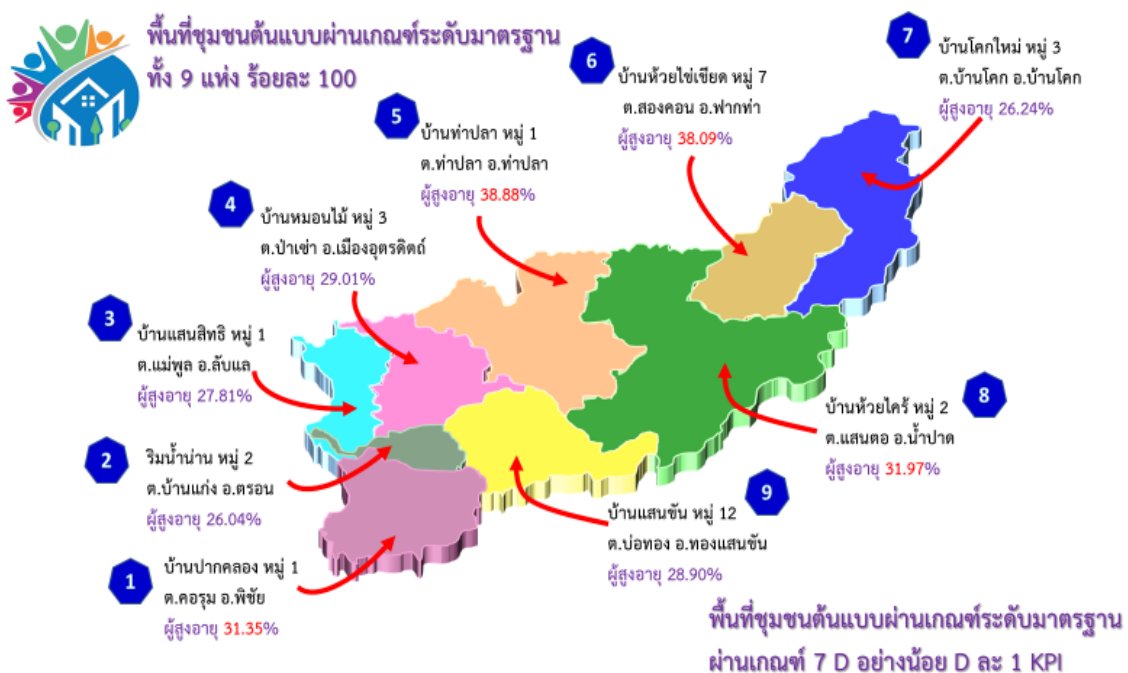 พื้นที่ชุมชนต้นแบบผ่านเกณฑ์ระดับมาตรฐาน
ทั้ง 9 แห่ง ร้อยละ 100
1
บ้านปากคลอง หมู่ 1
ต.คอรุม อ.พิชัย
ผู้สูงอายุ 31.35%
2
ริมน้ำน่าน หมู่ 2
ต.บ้านแก่ง อ.ตรอน
ผู้สูงอายุ 26.04%
3
บ้านแสนสิทธิ หมู่ 1
ต.แม่พูล อ.ลับแล
ผู้สูงอายุ 27.81%
4
บ้านหมอนไม้ หมู่ 3
ต.ป่าเซ่า อ.เมืองอุตรดิตถ์
ผู้สูงอายุ 29.01%
5
บ้านท่าปลา หมู่ 1
ต.ท่าปลา อ.ท่าปลา
ผู้สูงอายุ 38.88%
6
บ้านห้วยไข่เขียด หมู่ 7
ต.สองคอน อ.ฟากท่า
ผู้สูงอายุ 38.09%
7
บ้านโคกใหม่ หมู่ 3
ต.บ้านโคก อ.บ้านโคก
ผู้สูงอายุ 26.24%
8
บ้านห้วยไคร้ หมู่ 2
ต.แสนตอ อ.น้ำปาด
ผู้สูงอายุ 31.97%
9
บ้านแสนขัน หมู่ 12
ต.บ่อทอง อ.ทองแสนขัน
ผู้สูงอายุ 28.90%
พื้นที่ชุมชนต้นแบบผ่านเกณฑ์ระดับมาตรฐาน
ผ่านเกณฑ์ 7 D อย่างน้อย D ละ 1 KPI